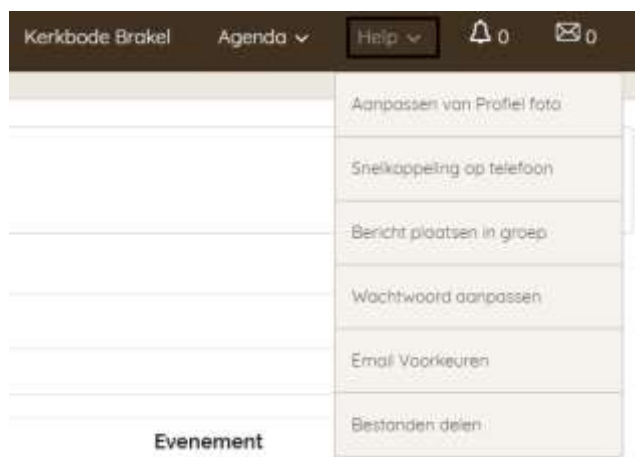 Kerkbode Brakel Agenda Help 0 0
Aanpassen van Profiel foto
Snelkoppeling op telefoon
Bericht plaatsen in groep
Wachtwoord aanpassen
Email Voorkeuren
Bestanden delen
Evenement